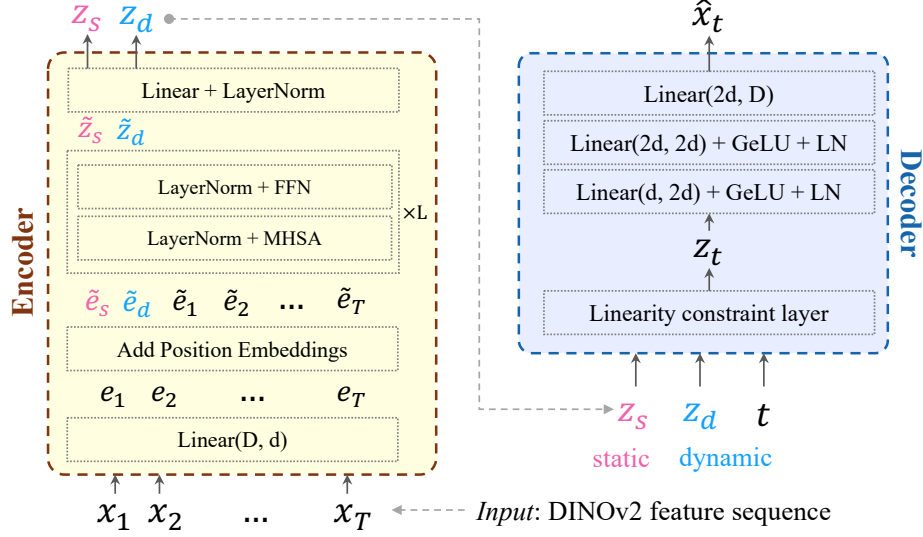 z_s z_d
Encoder
Linear + LayerNorm
z̃_s z̃_d
LayerNorm + FFN
LayerNorm + MHSA
×L
ẽ_s ẽ_d ẽ_1 ẽ_2 ... ẽ_T
Add Position Embeddings
e_1 e_2 ... e_T
Linear(D, d)
x_1 x_2 ... x_T
Input: DINOv2 feature sequence
x̂_t
Decoder
Linear(2d, D)
Linear(2d, 2d) + GeLU + LN
Linear(d, 2d) + GeLU + LN
z_t
Linearity constraint layer
z_s z_d t
static dynamic